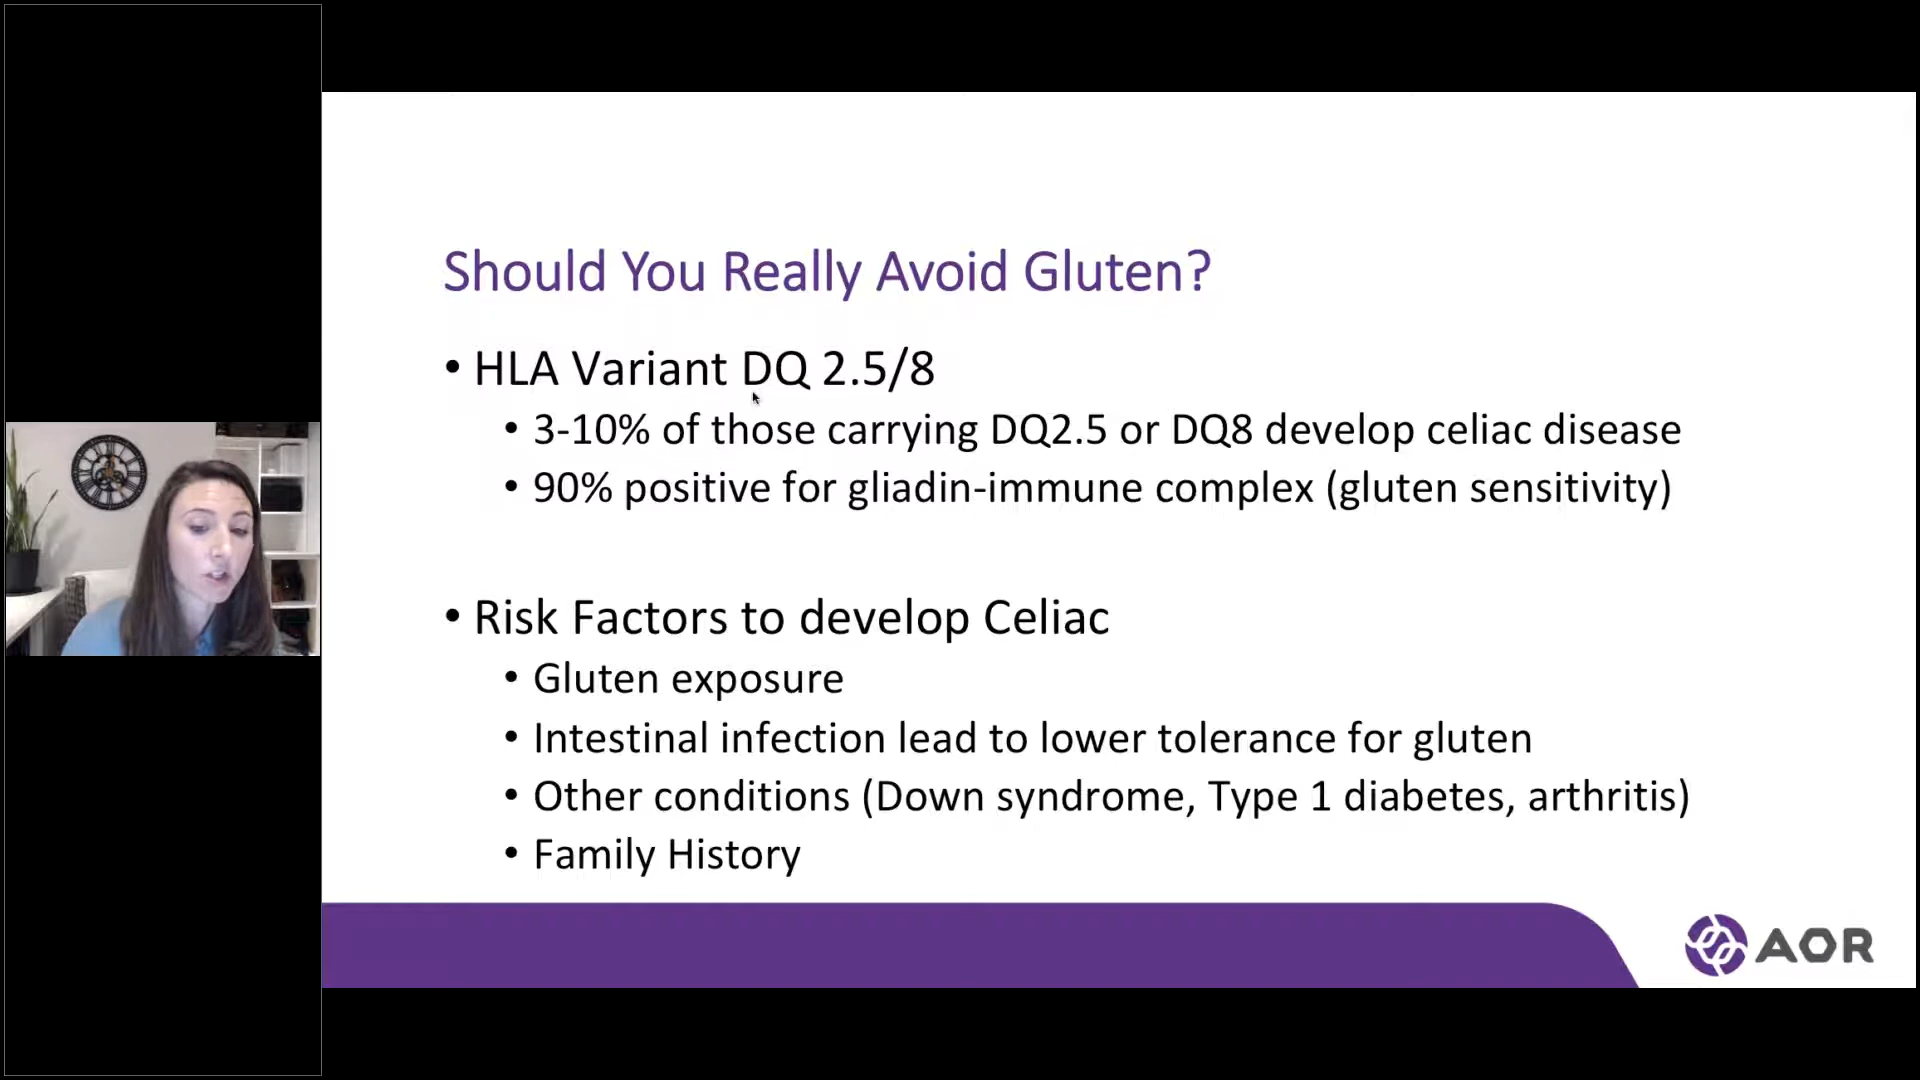 Should You Really Avoid Gluten?
• HLA Variant DQ 2.5/8
• 3-10% of those carrying DQ2.5 or DQ8 develop celiac disease
• 90% positive for gliadin-immune complex (gluten sensitivity)
• Risk Factors to develop Celiac
• Gluten exposure
• Intestinal infection lead to lower tolerance for gluten
• Other conditions (Down syndrome, Type 1 diabetes, arthritis)
• Family History
AOR